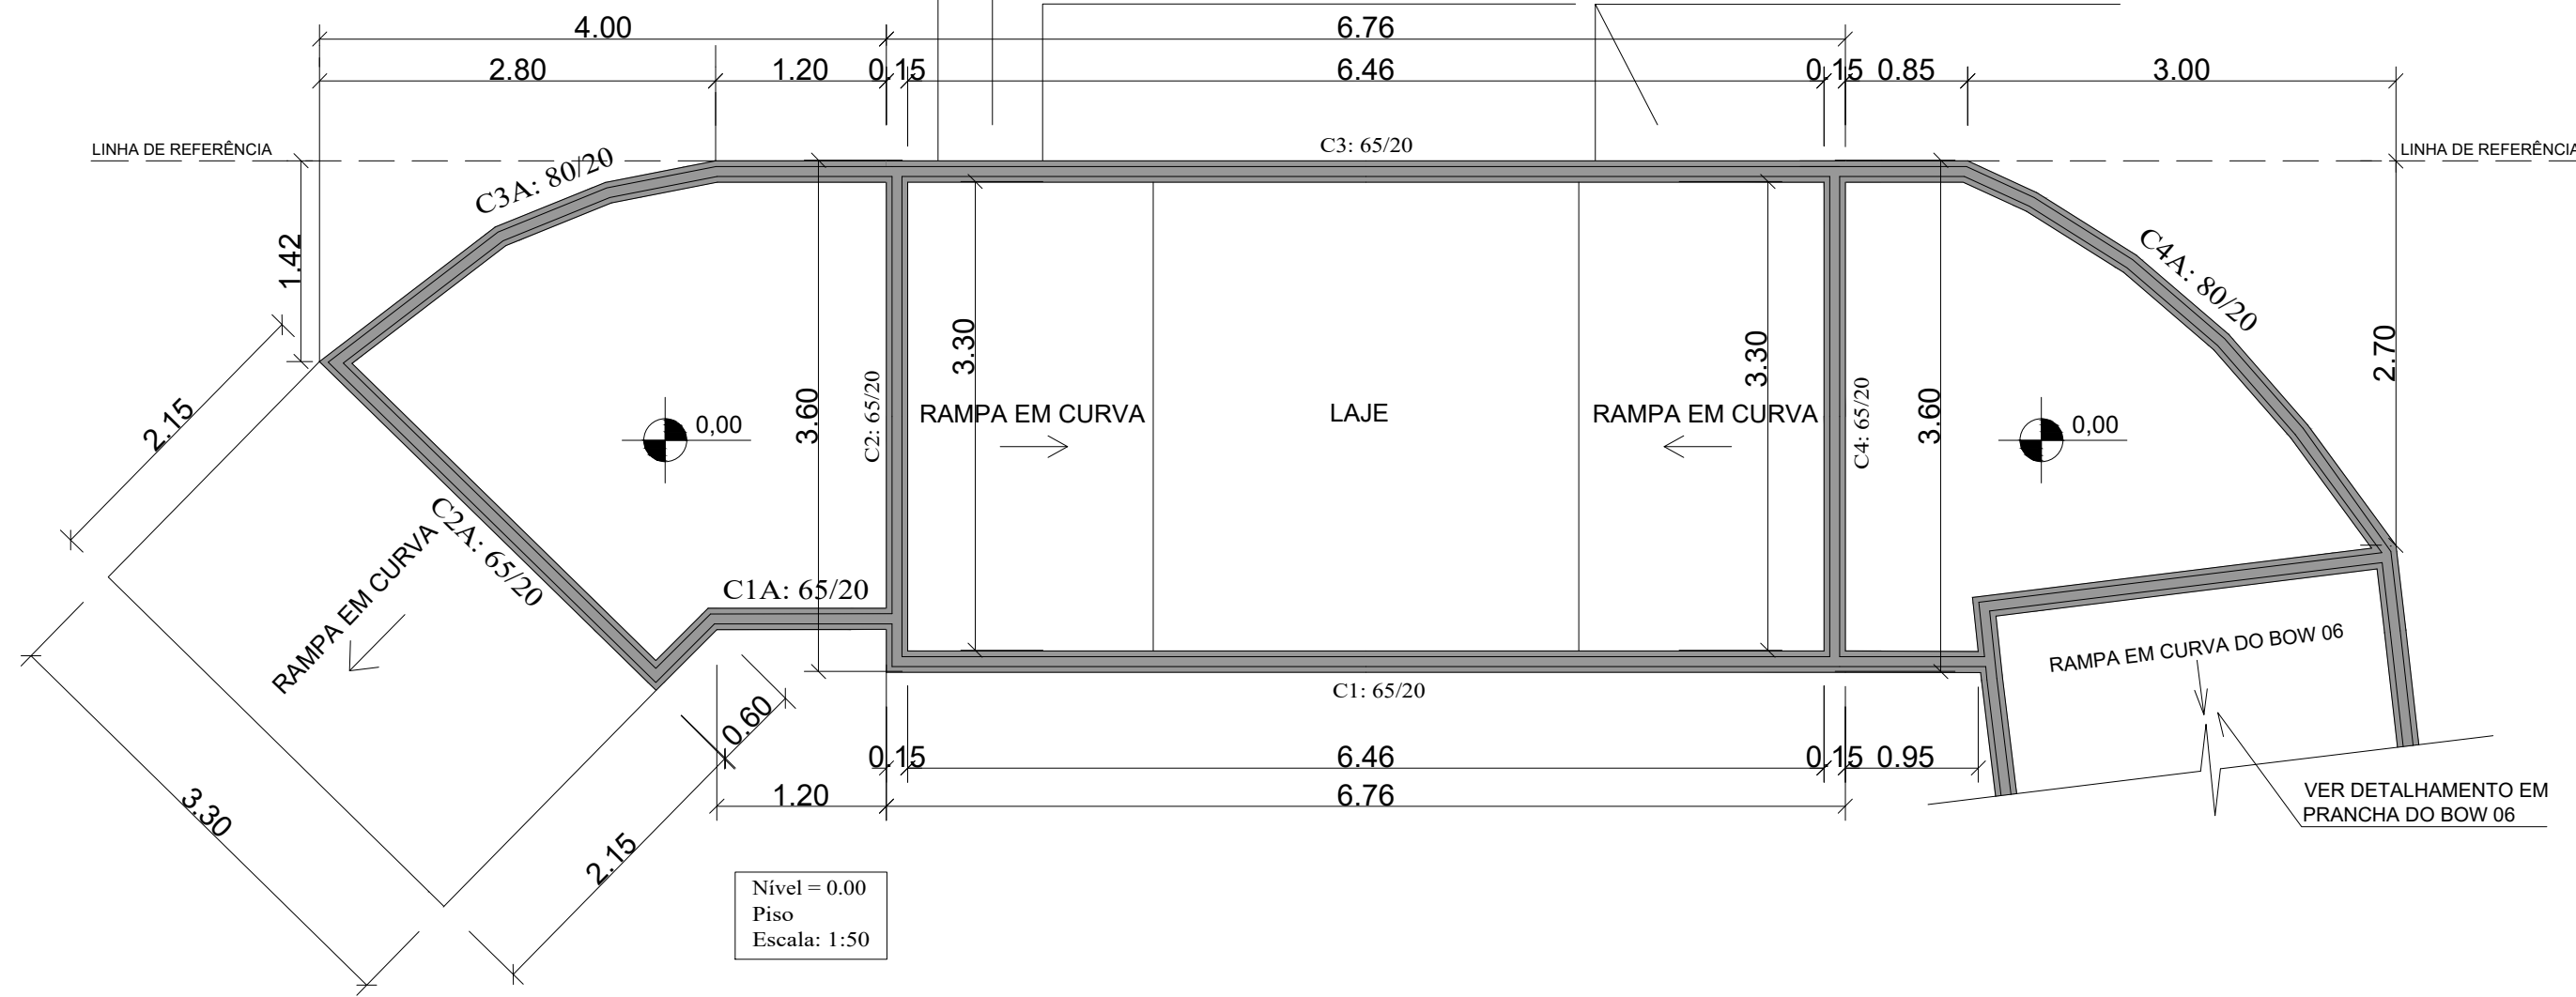 4.00
6.76
2.80
1.20
0.15
6.46
0.15
0.85
3.00
LINHA DE REFERÊNCIA
C3: 65/20
LINHA DE REFERÊNCIA
C3A: 80/20
1.42
C4A: 80/20
2.70
3.30
3.30
2.15
3.60
C2: 65/20
RAMPA EM CURVA
LAJE
RAMPA EM CURVA
C4: 65/20
3.60
0,00
0,00
RAMPA EM CURVA
C2A: 65/20
C1A: 65/20
RAMPA EM CURVA DO BOW 06
C1: 65/20
0.60
0.15
6.46
0.15
0.95
1.20
6.76
3.30
2.15
VER DETALHAMENTO EM
PRANCHA DO BOW 06
Nível = 0.00
Piso
Escala: 1:50